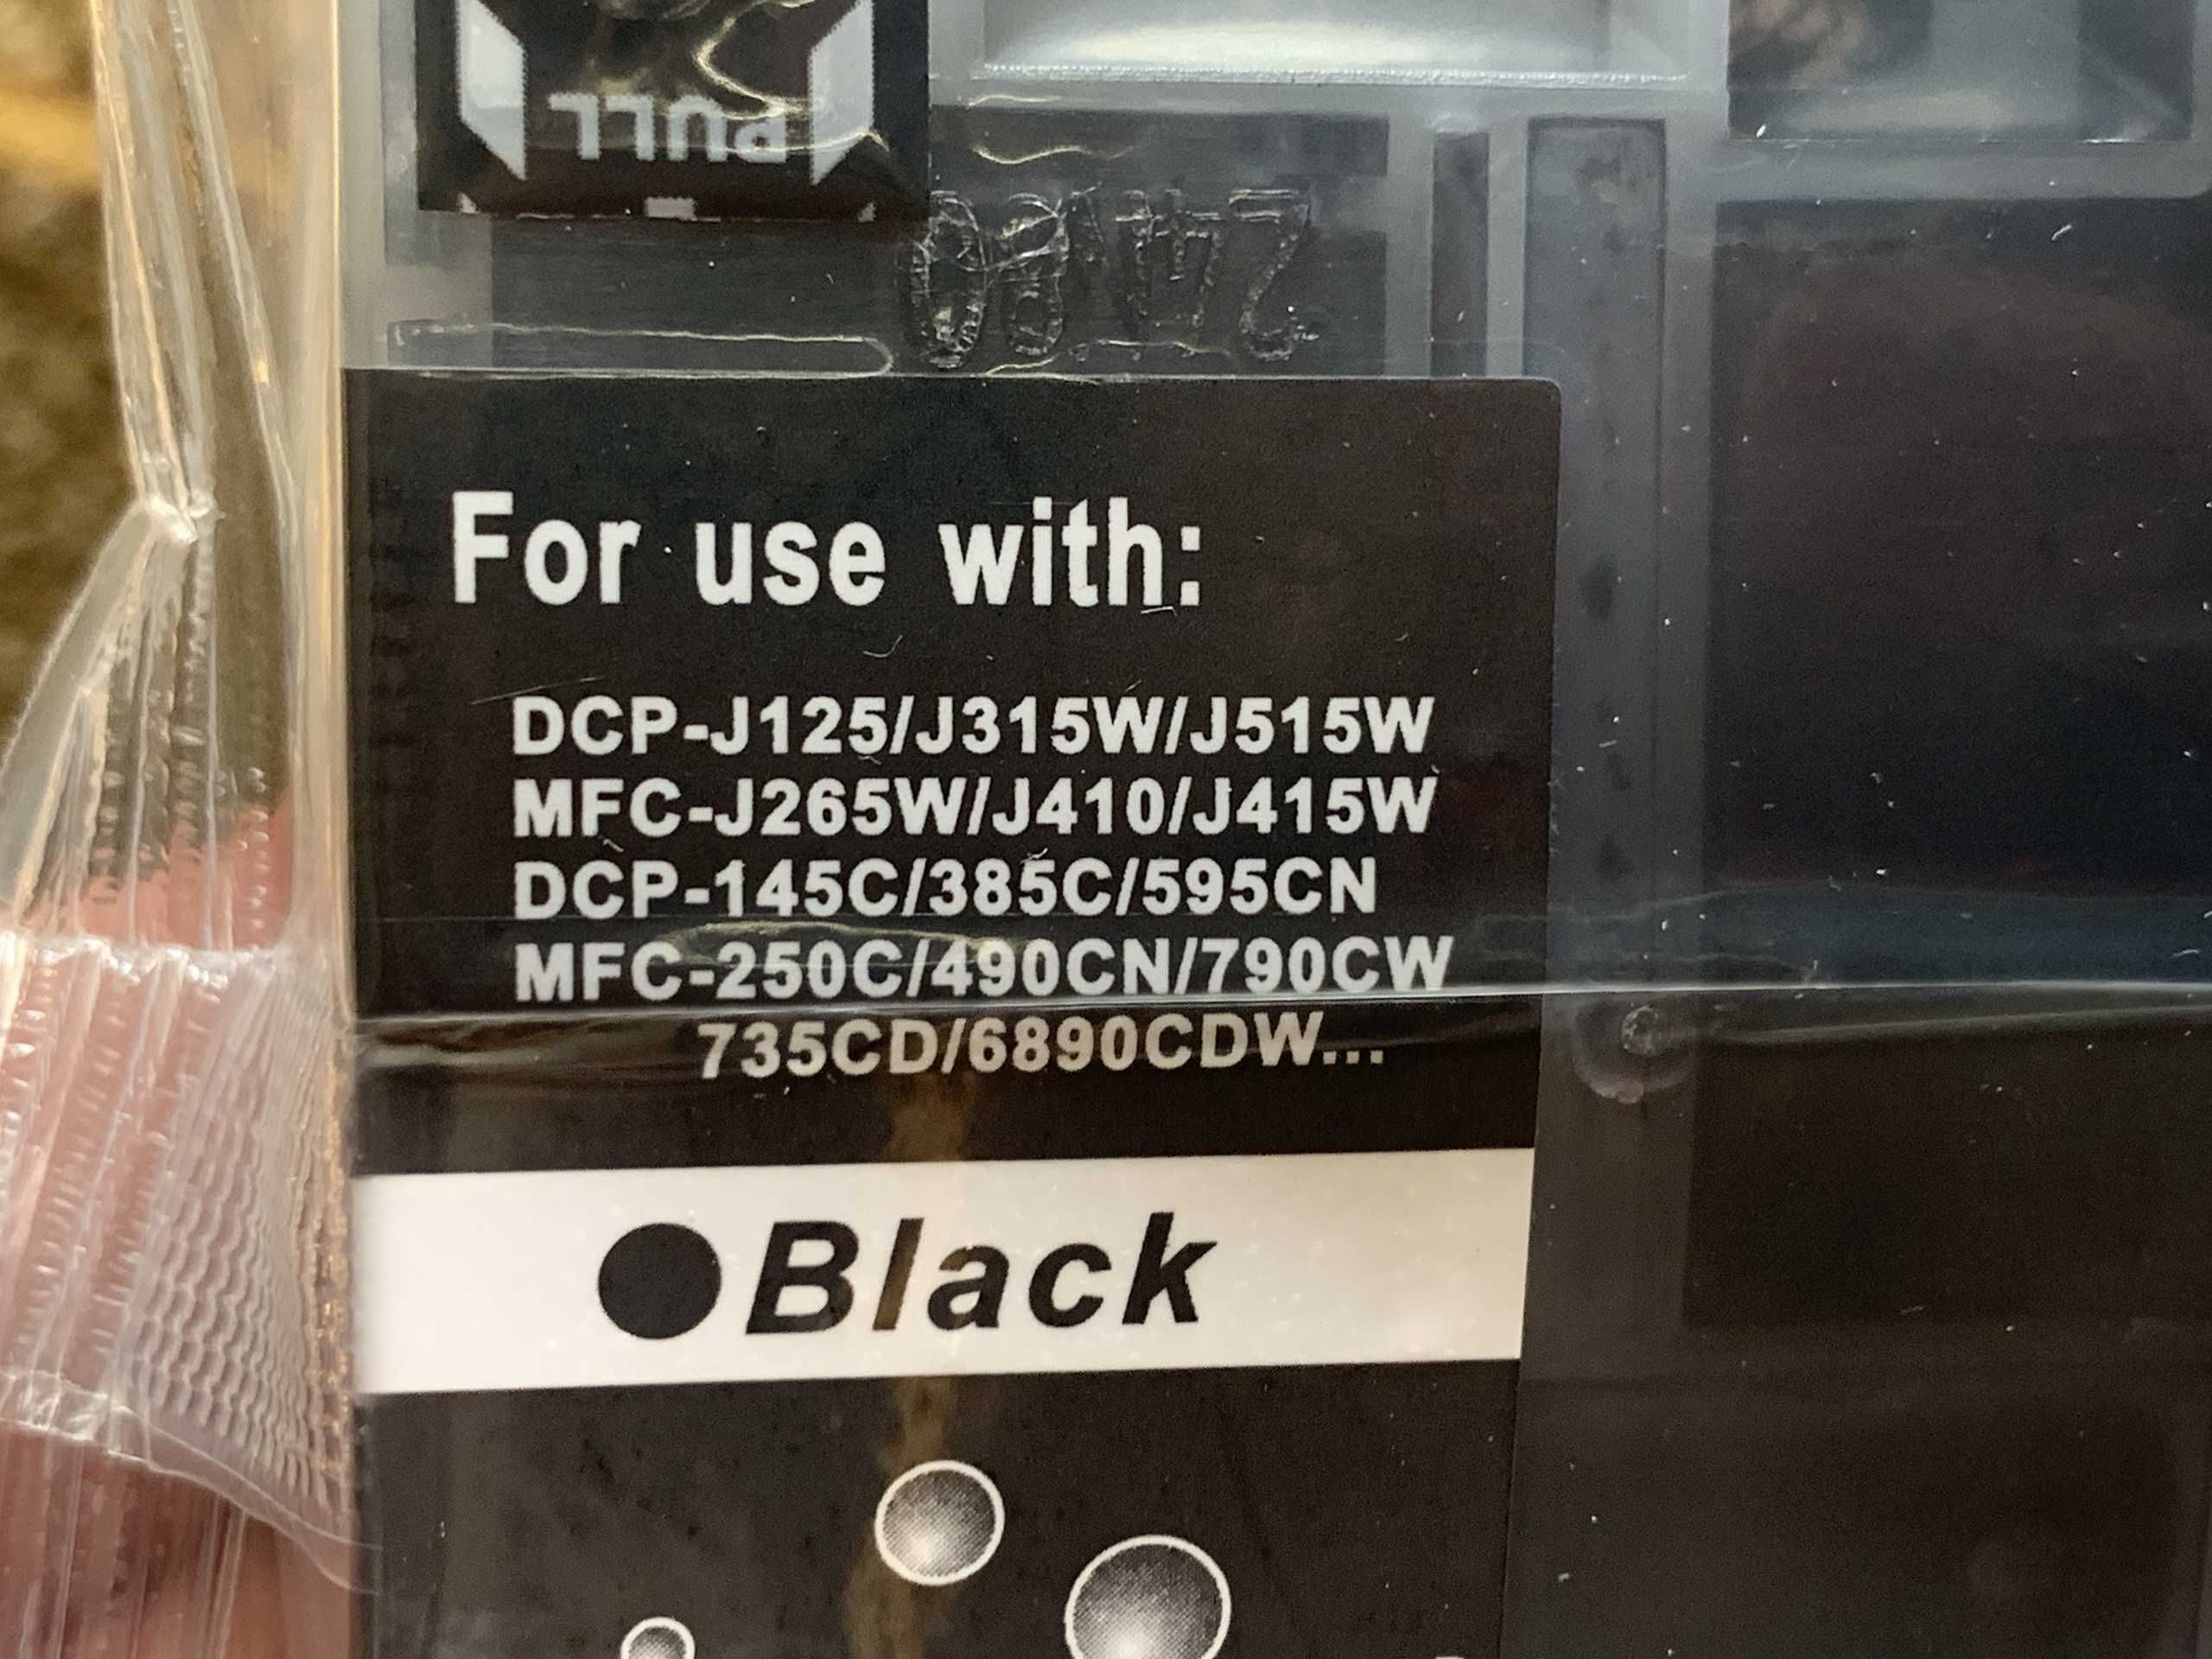 PULL
For use with:
DCP-J125/J315W/J515W
MFC-J265W/J410/J415W
DCP-145C/385C/595CN
MFC-250C/490CN/790CW
735CD/6890CDW...
Black